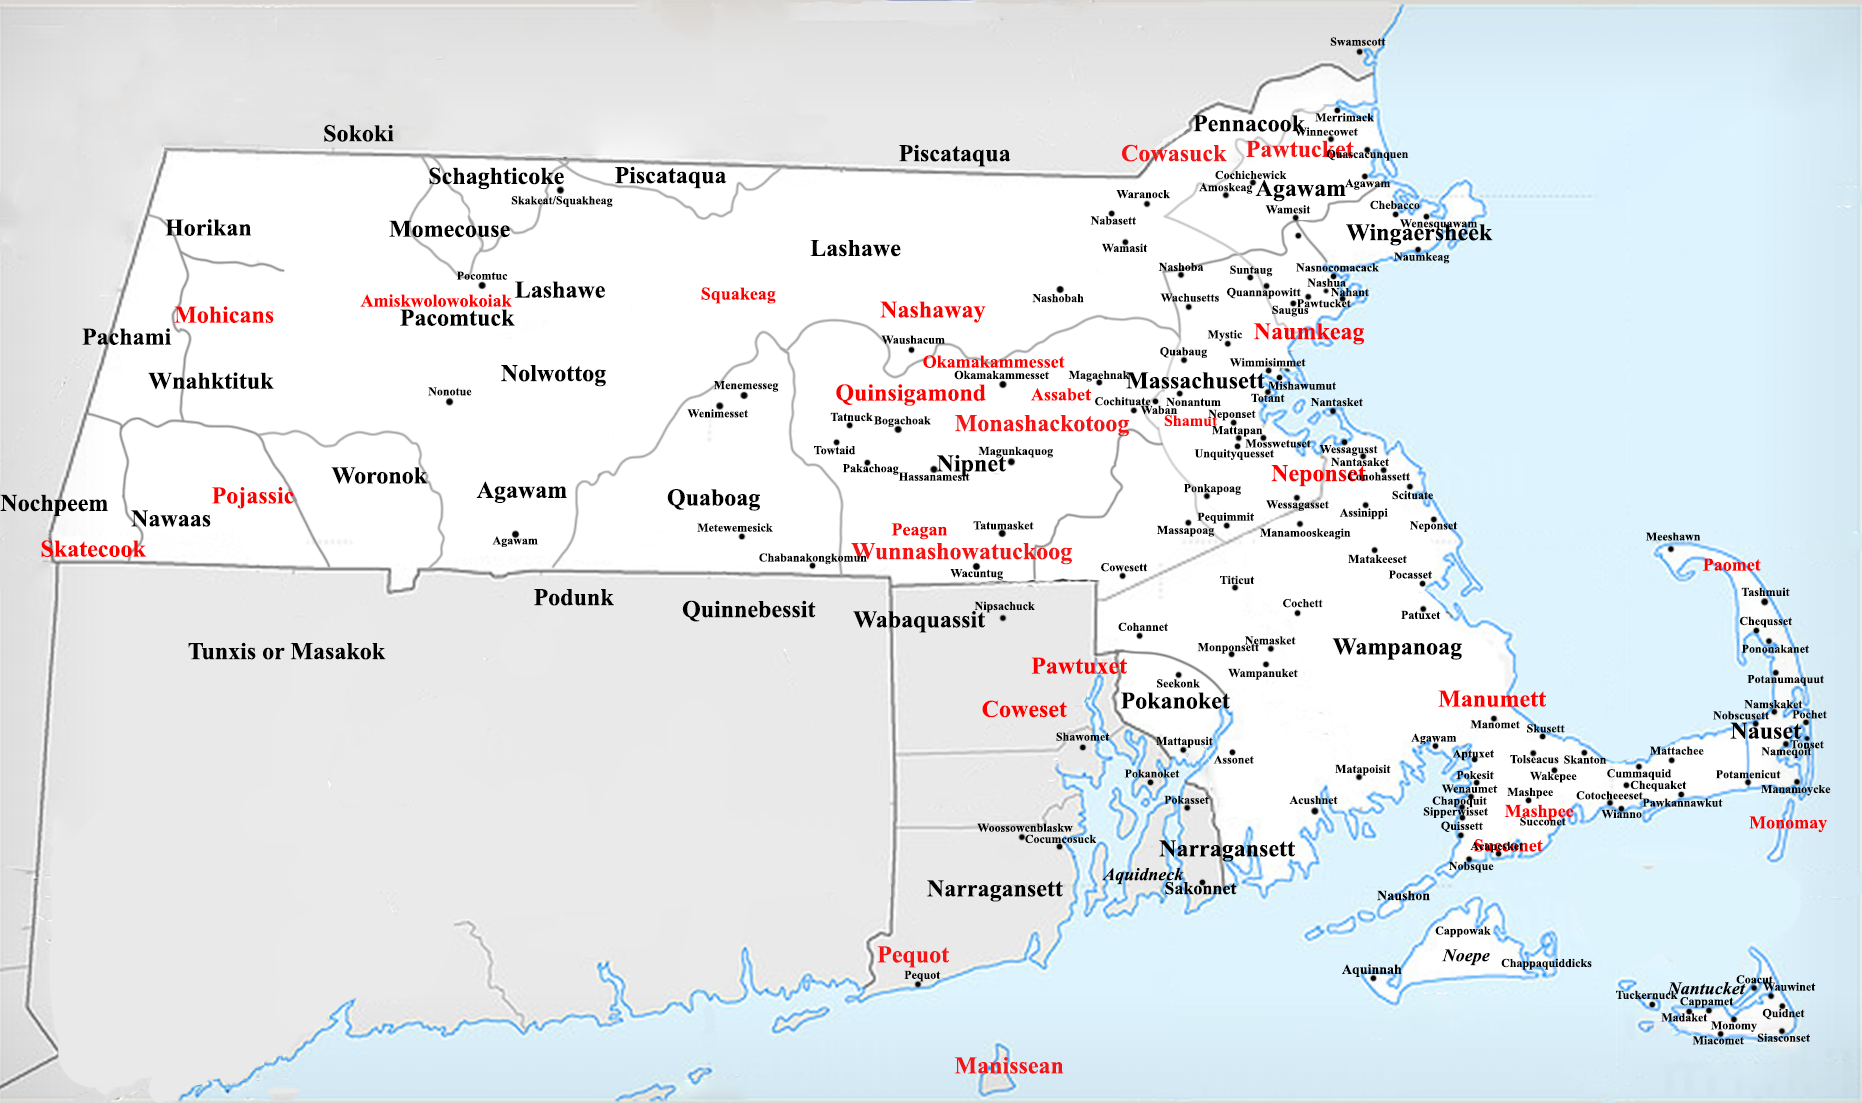 Swamscott
Merrimack
Pennacook
Winnecowet
Sokoki
Piscataqua
Cowasuck
Pawtucket
Quascacunquen
Schaghticoke
Piscataqua
Cochichewick
Agawam
Amoskeag
Agawam
Skakeat/Squakheag
Waranock
Chebacco
Wamesit
Nabasett
Wenesquawam
Horikan
Momecouse
Wingaersheek
Lashawe
Wamasit
Naumkeag
Nashoba
Suntaug
Nasnocomacack
Pocomtuc
Nashua
Lashawe
Squakeag
Quannapowitt
Nahant
Amiskwolowokoiak
Nashobah
Wachusetts
Pawtucket
Saugus
Mohicans
Pacomtuck
Nashaway
Naumkeag
Pachami
Mystic
Waushacum
Quabaug
Okamakammesset
Wimmisimmet
Wnahktituk
Nolwottog
Okamakammesset
Magaehnak
Massachusett
Mishawumut
Menemesseg
Nonotue
Quinsigamond
Assabet
Totant
Cochituate
Nonantum
Nantasket
Wenimesset
Waban
Tatnuck
Bogachoak
Monashackotoog
Shamut
Neponset
Mattapan
Mosswetuset
Towtaid
Magunkaquog
Unquityquesset
Wessagusst
Nipnet
Nantasaket
Pakachoag
Hassanamesit
Neponset
Conohassett
Woronok
Agawam
Quaboag
Ponkapoag
Scituate
Nochpeem
Pojassic
Wessagasset
Assinippi
Nawaas
Metewemesick
Peagan
Tatumasket
Massapoag
Pequimmit
Manamooskeagin
Neponset
Skatecook
Agawam
Chabanakongkomun
Wunnashowatuckoog
Wacuntug
Cowesett
Matakeeset
Meeshawn
Paomet
Pocasset
Titicut
Tashmuit
Podunk
Quinnebessit
Wabaquassit
Nipsachuck
Cochett
Patuxet
Chequsset
Cohannet
Tunxis or Masakok
Monponsett
Nemasket
Wampanoag
Pononakanet
Pawtuxet
Wampanuket
Potanumaquut
Seekonk
Coweset
Pokanoket
Manumett
Namskaket
Manomet
Nobscusett
Pochet
Shawomet
Mattapusit
Agawam
Skusett
Nauset
Tonset
Assonet
Aptuxet
Tolseacus
Skanton
Mattachee
Nameqoit
Pokanoket
Matapoisit
Pokesit
Wakepee
Cummaquid
Potamenicut
Wenaumet
Mashpee
Chequaket
Manamoycke
Pokasset
Acushnet
Chapoquit
Cotocheeeset
Pawkannawkut
Sipperwisset
Mashpee
Wianno
Woossowenblaskw
Quissett
Succonet
Monomay
Cocumcosuck
Narragansett
Nobsque
Aquidneck
Narragansett
Sakonnet
Naushon
Cappowak
Pequot
Noepe
Chappaquiddicks
Pequot
Aquinnah
Coacut
Nantucket
Wauwinet
Tuckernuck
Cappamet
Madaket
Quidnet
Monomy
Miacomet
Siasconset
Manissean